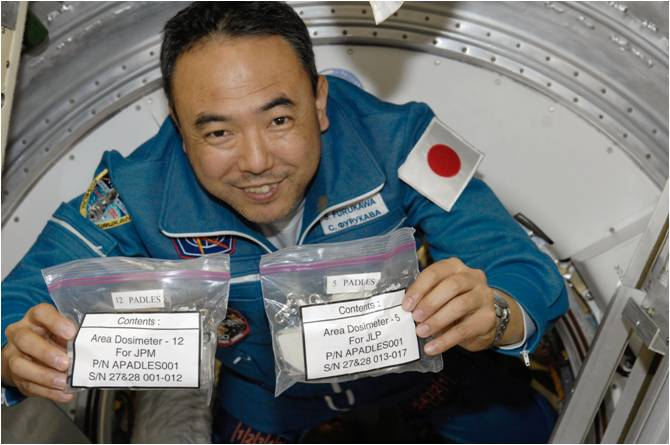 S. FURUKAWA
С. ФУРУКАВА
12 PADLES
Contents :
Area Dosimeter - 12
For JPM
P/N APADLES001
S/N 27&28 001-012
5 PADLES
Contents :
Area Dosimeter - 5
For JLP
P/N APADLES001
S/N 27&28 013-017